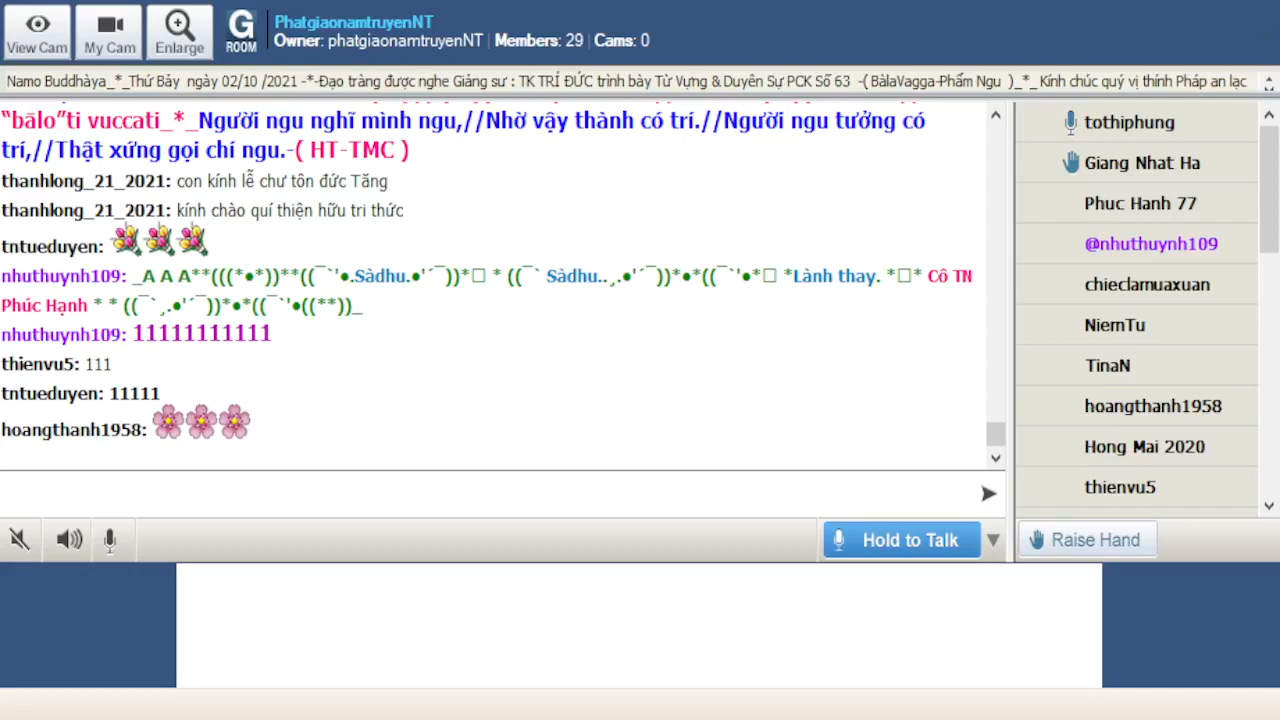 View Cam
My Cam
Enlarge
G
ROOM
PhatgiaonamtruyenNT
Owner: phatgiaonamtruyenNT | Members: 29 | Cams: 0
Namo Buddhàya_*_Thứ Bảy ngày 02/10 /2021 -*-Đạo tràng được nghe Giảng sư : TK TRÍ ĐỨC trình bày Từ Vựng & Duyên Sự PCK Số 63 -( BàlaVagga-Phẩm Ngu )_*_ Kính chúc quý vị thính Pháp an lạc
“bālo”ti vuccati_*_Người ngu nghĩ mình ngu,//Nhờ vậy thành có trí.//Người ngu tưởng có
trí,//Thật xứng gọi chí ngu.-( HT-TMC )
thanhlong_21_2021: con kính lễ chư tôn đức Tăng
thanhlong_21_2021: kính chào quí thiện hữu tri thức
tntueduyen:
nhuthuynh109: _A A A**(((*•*))**((¯`'•.Sàdhu.•'´¯))*□ * ((¯` Sàdhu..¸.•'´¯))*•*((¯`'•*□ *Lành thay. *□* Cô TN
Phúc Hạnh * * ((¯`¸.•'´¯))*•*((¯`'•((**))_
nhuthuynh109: 11111111111
thienvu5: 111
tntueduyen: 11111
hoangthanh1958:
tothiphung
Giang Nhat Ha
Phuc Hanh 77
@nhuthuynh109
chieclamuaxuan
NiemTu
TinaN
hoangthanh1958
Hong Mai 2020
thienvu5
Hold to Talk
Raise Hand